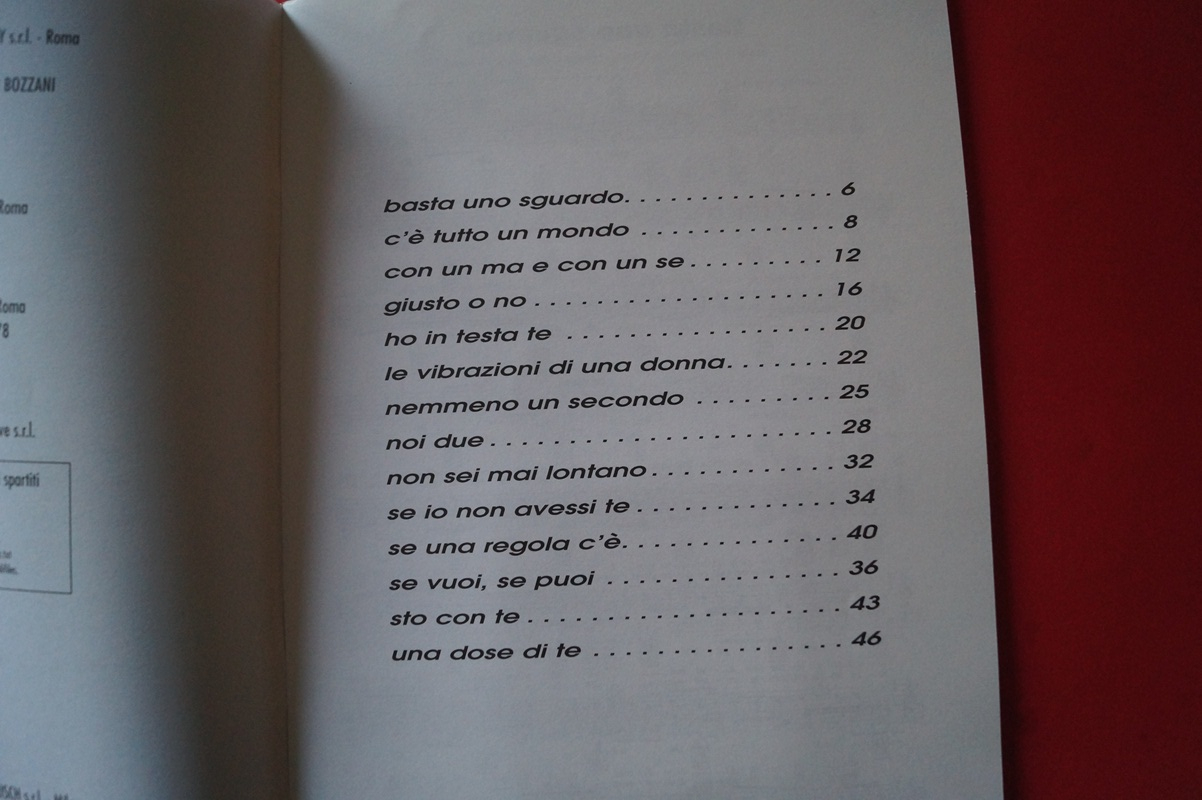 s.r.l. - Roma
BOZZANI
Roma
Roma
s.r.l.
spartiti
basta uno sguardo. . . . . . . . . . . . . . 6
c'è tutto un mondo . . . . . . . . . . . . . 8
con un ma e con un se . . . . . . . . . 12
giusto o no . . . . . . . . . . . . . . . . . . . 16
ho in testa te . . . . . . . . . . . . . . . . . 20
le vibrazioni di una donna. . . . . . . 22
nemmeno un secondo . . . . . . . . . 25
noi due . . . . . . . . . . . . . . . . . . . . . . 28
non sei mai lontano . . . . . . . . . . . . 32
se io non avessi te . . . . . . . . . . . . . 34
se una regola c'è. . . . . . . . . . . . . . 40
se vuoi, se puoi . . . . . . . . . . . . . . . 36
sto con te . . . . . . . . . . . . . . . . . . . . 43
una dose di te . . . . . . . . . . . . . . . . 46